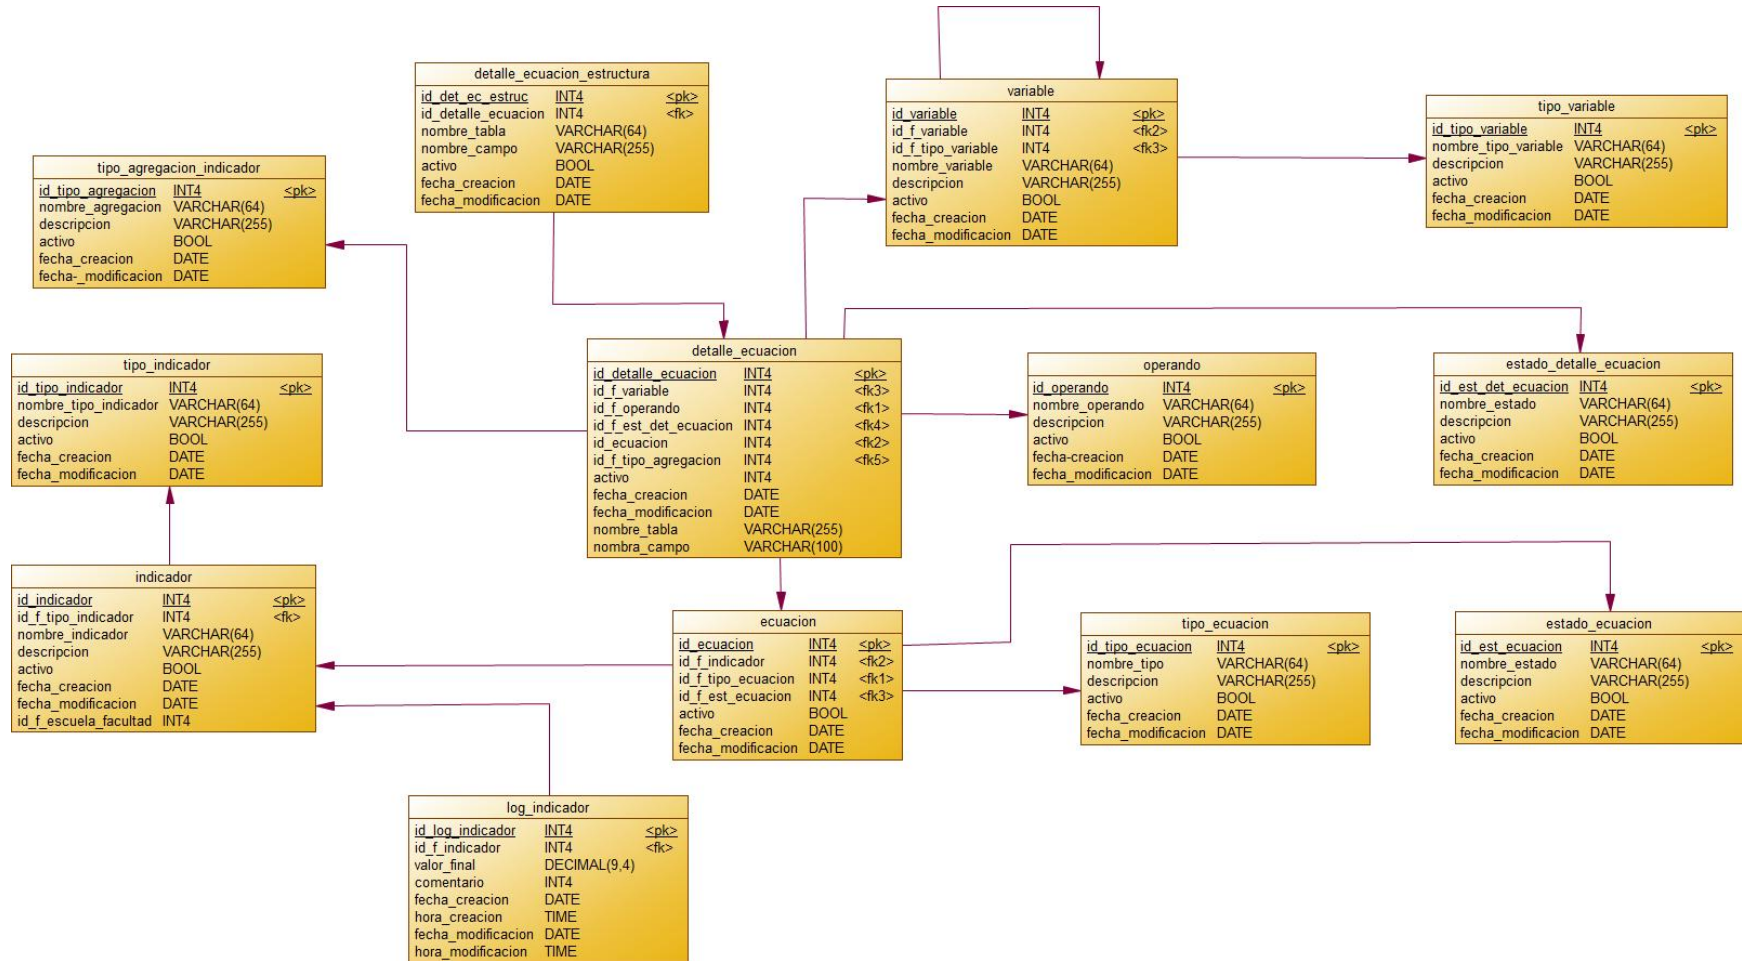 detalle_ecuacion_estructura
id_det_ec_estruc INT4 <pk>
id_detalle_ecuacion INT4 <fk>
nombre_tabla VARCHAR(64)
nombre_campo VARCHAR(255)
activo BOOL
fecha_creacion DATE
fecha_modificacion DATE
variable
id_variable INT4 <pk>
id_f_variable INT4 <fk2>
id_f_tipo_variable INT4 <fk3>
nombre_variable VARCHAR(64)
descripcion VARCHAR(255)
activo BOOL
fecha_creacion DATE
fecha_modificacion DATE
tipo_variable
id_tipo_variable INT4 <pk>
nombre_tipo_variable VARCHAR(64)
descripcion VARCHAR(255)
activo BOOL
fecha_creacion DATE
fecha_modificacion DATE
tipo_agregacion_indicador
id_tipo_agregacion INT4 <pk>
nombre_agregacion VARCHAR(64)
descripcion VARCHAR(255)
activo BOOL
fecha_creacion DATE
fecha-_modificacion DATE
tipo_indicador
id_tipo_indicador INT4 <pk>
nombre_tipo_indicador VARCHAR(64)
descripcion VARCHAR(255)
activo BOOL
fecha_creacion DATE
fecha_modificacion DATE
detalle_ecuacion
id_detalle_ecuacion INT4 <pk>
id_f_variable INT4 <fk3>
id_f_operando INT4 <fk1>
id_f_est_det_ecuacion INT4 <fk4>
id_ecuacion INT4 <fk2>
id_f_tipo_agregacion INT4 <fk5>
activo INT4
fecha_creacion DATE
fecha_modificacion DATE
nombre_tabla VARCHAR(255)
nombra_campo VARCHAR(100)
operando
id_operando INT4 <pk>
nombre_operando VARCHAR(64)
descripcion VARCHAR(255)
activo BOOL
fecha-creacion DATE
fecha_modificacion DATE
estado_detalle_ecuacion
id_est_det_ecuacion INT4 <pk>
nombre_estado VARCHAR(64)
descripcion VARCHAR(255)
activo BOOL
fecha_creacion DATE
fecha_modificacion DATE
indicador
id_indicador INT4 <pk>
id_f_tipo_indicador INT4 <fk>
nombre_indicador VARCHAR(64)
descripcion VARCHAR(255)
activo BOOL
fecha_creacion DATE
fecha_modificacion DATE
id_f_escuela_facultad INT4
ecuacion
id_ecuacion INT4 <pk>
id_f_indicador INT4 <fk2>
id_f_tipo_ecuacion INT4 <fk1>
id_f_est_ecuacion INT4 <fk3>
activo BOOL
fecha_creacion DATE
fecha_modificacion DATE
tipo_ecuacion
id_tipo_ecuacion INT4 <pk>
nombre_tipo VARCHAR(64)
descripcion VARCHAR(255)
activo BOOL
fecha_creacion DATE
fecha_modificacion DATE
estado_ecuacion
id_est_ecuacion INT4 <pk>
nombre_estado VARCHAR(64)
descripcion VARCHAR(255)
activo BOOL
fecha_creacion DATE
fecha_modificacion DATE
log_indicador
id_log_indicador INT4 <pk>
id_f_indicador INT4 <fk>
valor_final DECIMAL(9,4)
comentario INT4
fecha_creacion DATE
hora_creacion TIME
fecha_modificacion DATE
hora_modificacion TIME